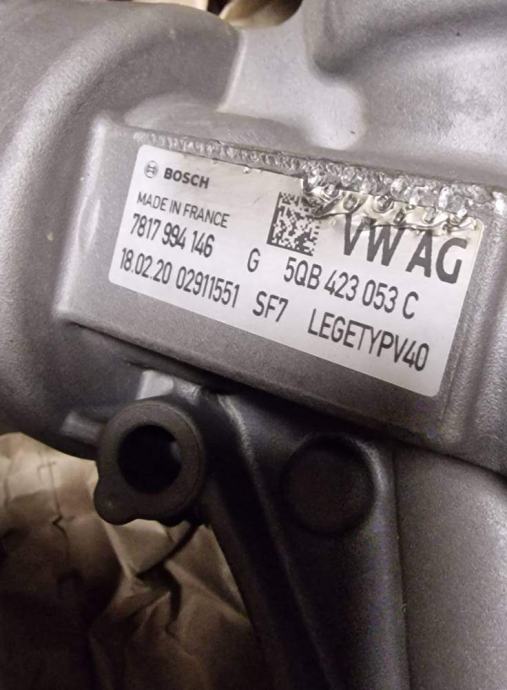 BOSCH
MADE IN FRANCE
VW AG
7817 994 146 G 5QB 423 053 C
18.02.20 02911551 SF7 LEGETYPV40